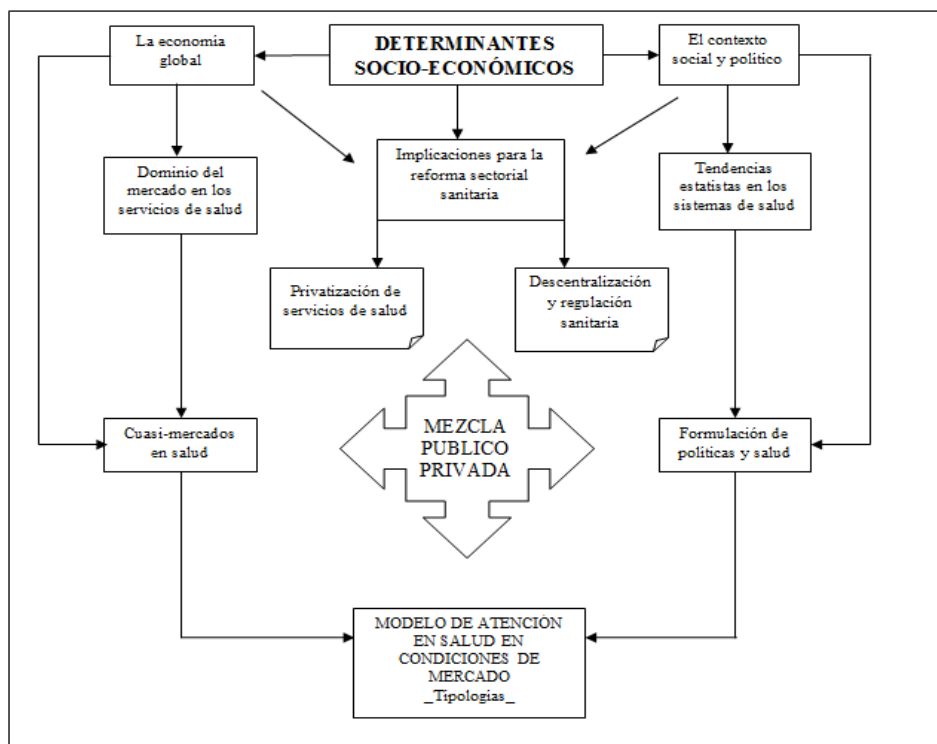 La economía
global
DETERMINANTES
SOCIO-ECONÓMICOS
El contexto
social y político
Implicaciones para la
reforma sectorial
sanitaria
Dominio del
mercado en los
servicios de salud
Tendencias
estatistas en los
sistemas de salud
Privatización de
servicios de salud
Descentralización
y regulación
sanitaria
MEZCLA
PUBLICO
PRIVADA
Cuasi-mercados
en salud
Formulación de
políticas y salud
MODELO DE ATENCIÓN
EN SALUD EN
CONDICIONES DE
MERCADO
_Tipologías_